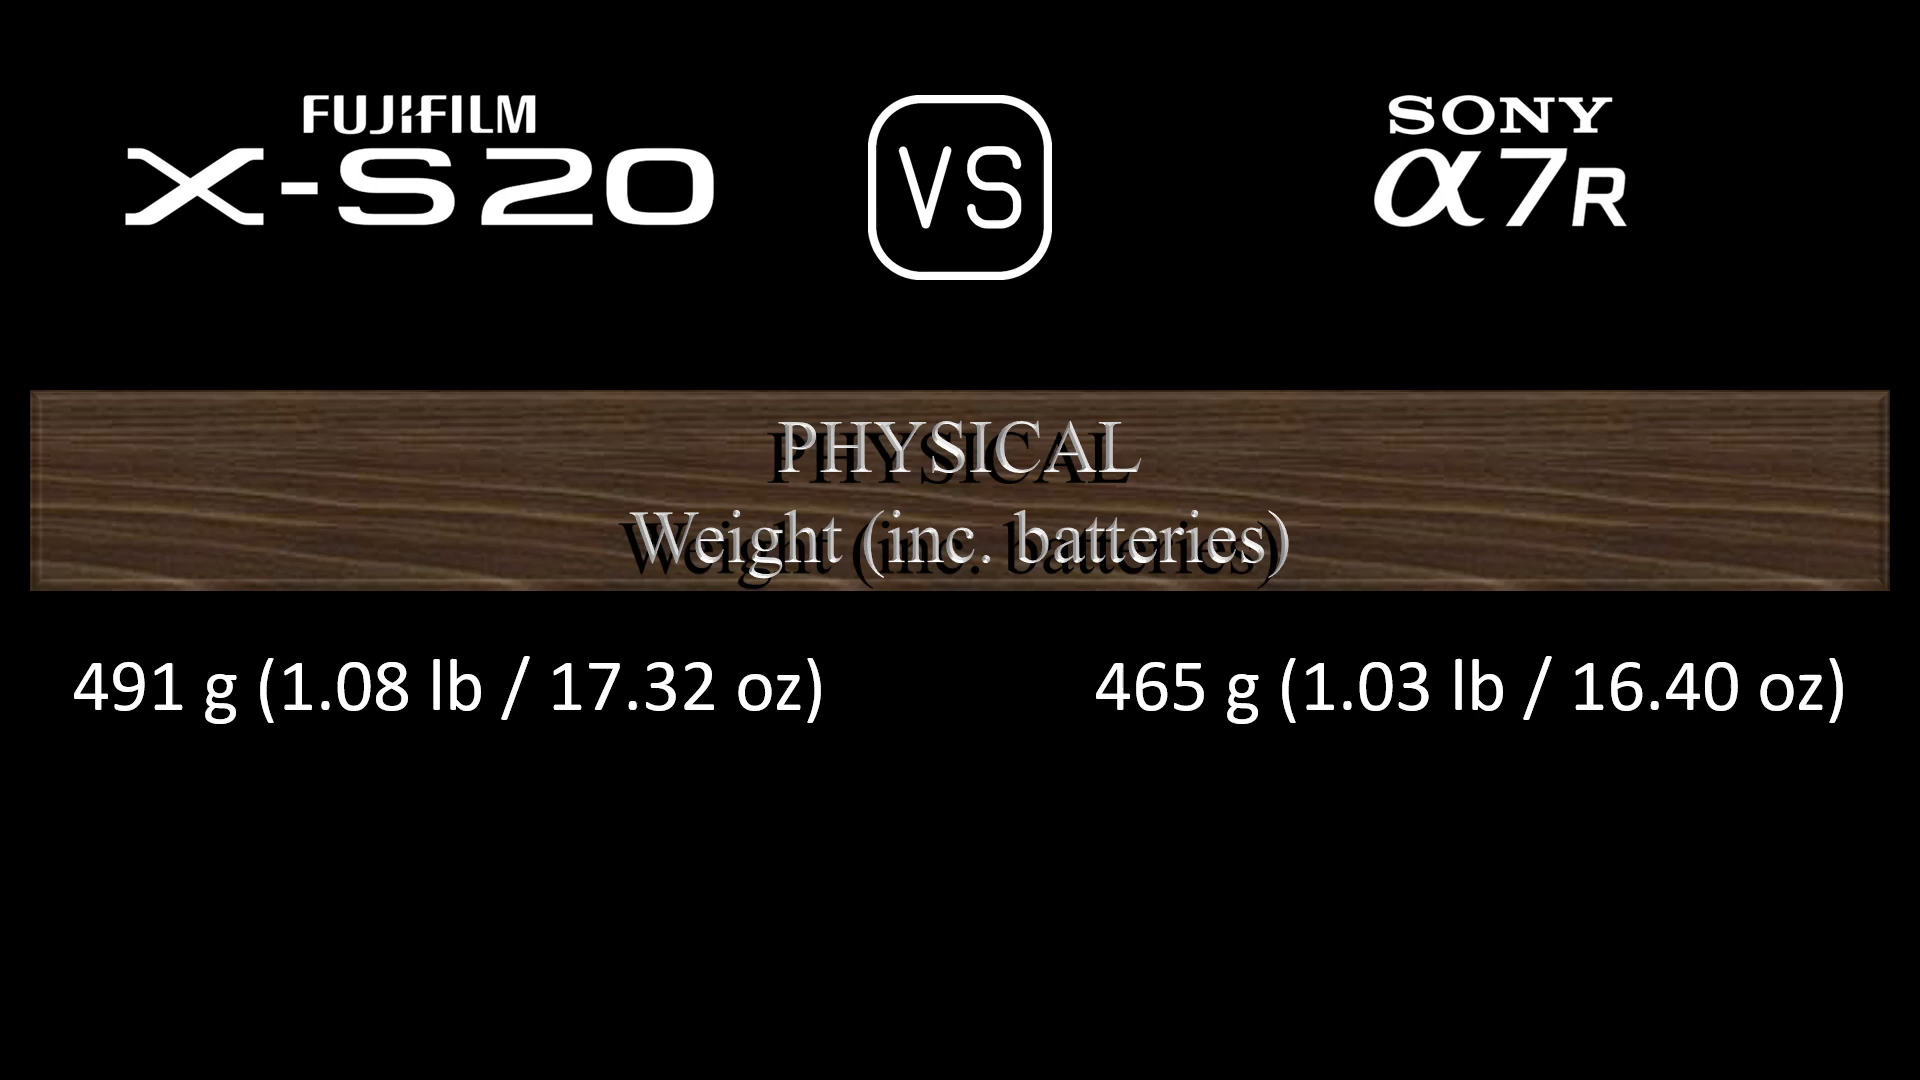 FUJIFILM
X-S20
VS
SONY
α7R
PHYSICAL
Weight (inc. batteries)
491 g (1.08 lb / 17.32 oz)
465 g (1.03 lb / 16.40 oz)